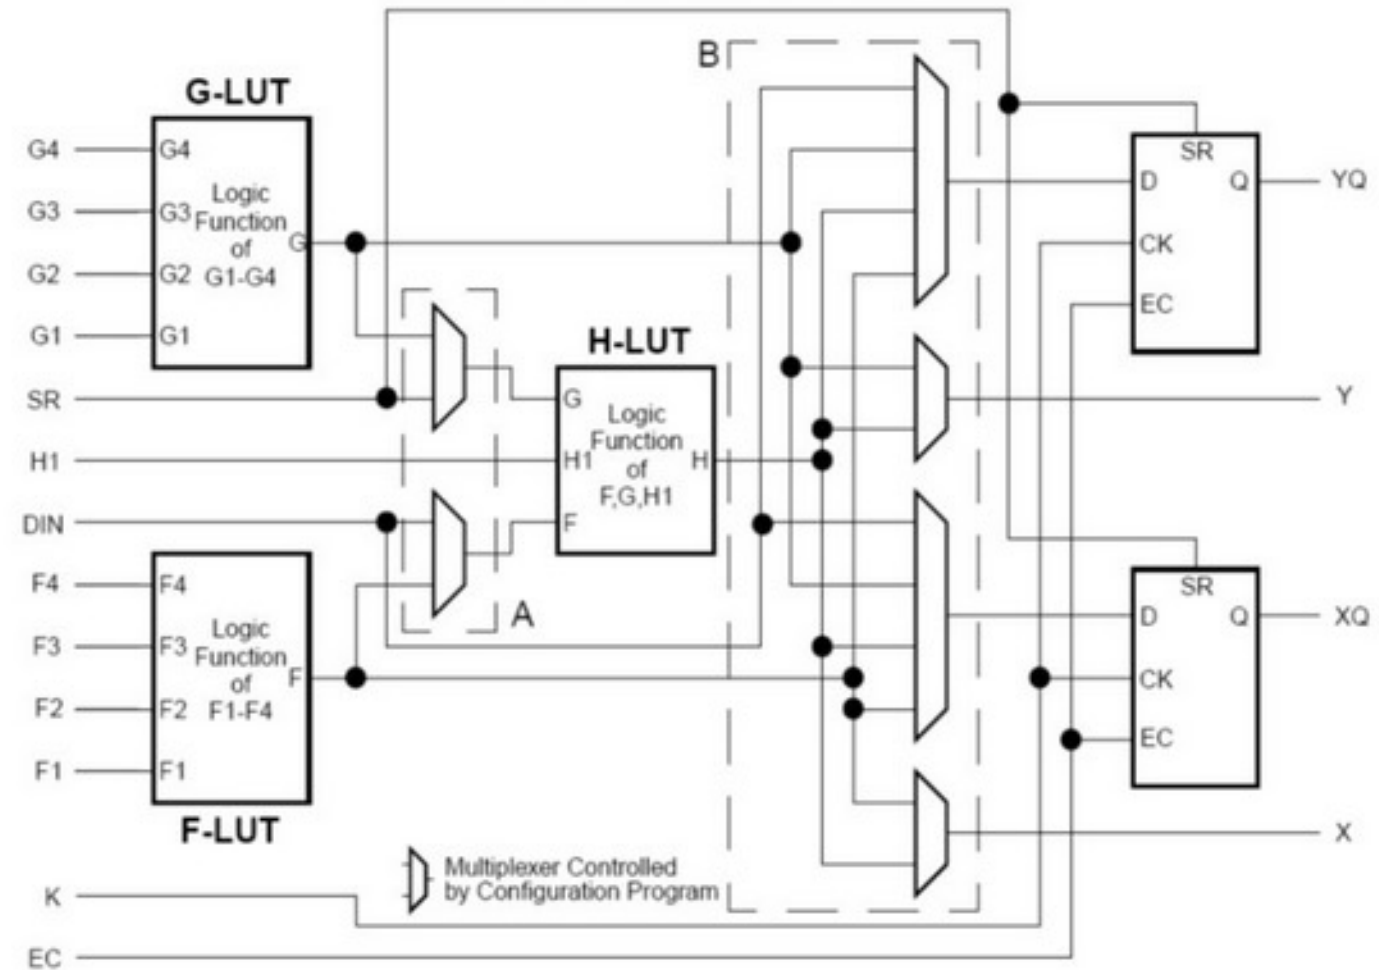 B
G-LUT
G4
G4
SR
G3
G3
Logic
Function
of
G1-G4
G
D
Q
YQ
G2
G2
CK
G1
G1
EC
H-LUT
SR
G
Logic
Function
of
F,G,H1
Y
H1
H1
H
DIN
F
F4
F4
A
SR
F3
F3
Logic
Function
of
F1-F4
F
D
Q
XQ
F2
F2
CK
F1
F1
EC
F-LUT
X
Multiplexer Controlled
by Configuration Program
K
EC